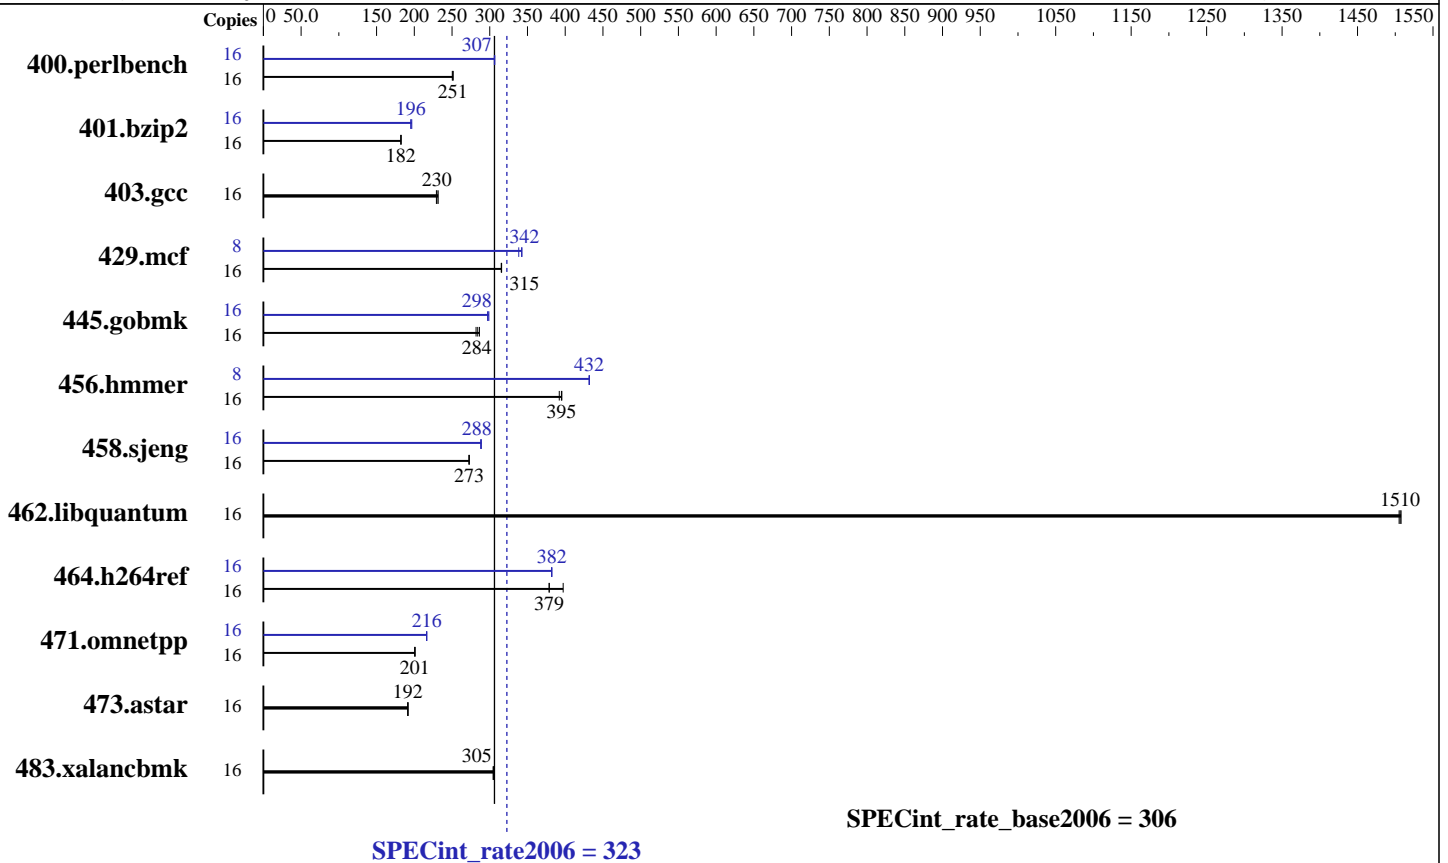 Copies 0 50.0 150 200 250 300 350 400 450 500 550 600 650 700 750 800 850 900 950 1050 1150 1250 1350 1450 1550
400.perlbench 16 307
16 251
401.bzip2 16 196
16 182
403.gcc 16 230
429.mcf 8 342
16 315
445.gobmk 16 298
16 284
456.hmmer 8 432
16 395
458.sjeng 16 288
16 273
462.libquantum 16 1510
464.h264ref 16 382
16 379
471.omnetpp 16 216
16 201
473.astar 16 192
483.xalancbmk 16 305
SPECint_rate_base2006 = 306
SPECint_rate2006 = 323